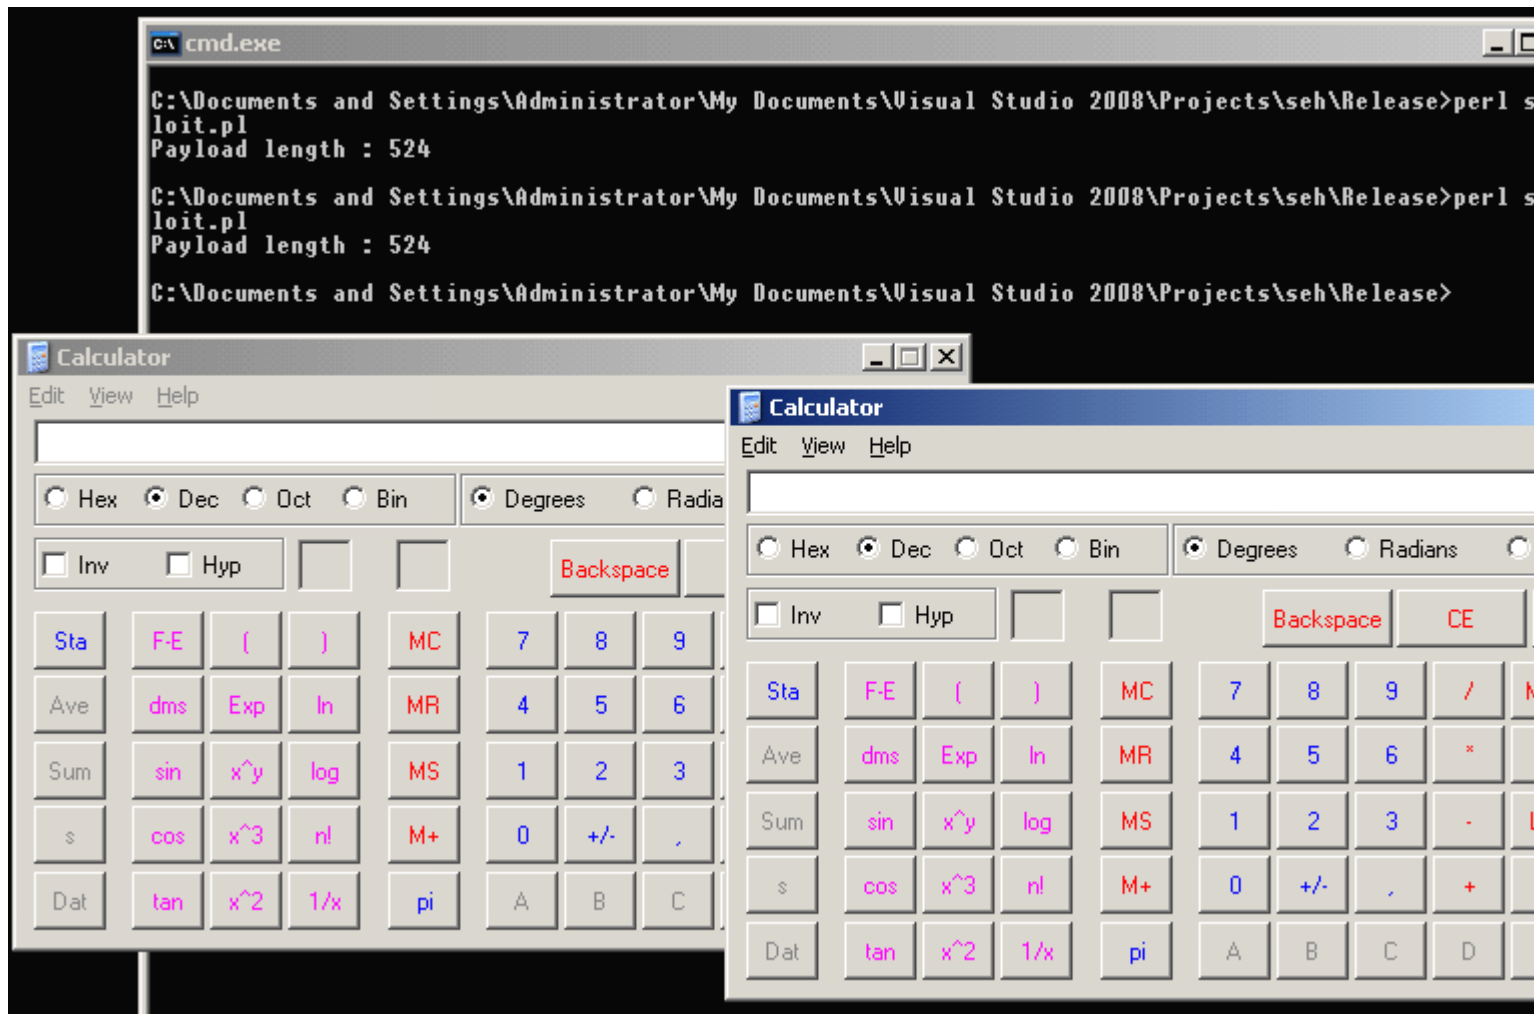 cmd.exe
C:\Documents and Settings\Administrator\My Documents\Visual Studio 2008\Projects\seh\Release>perl s
loit.pl
Payload length : 524
C:\Documents and Settings\Administrator\My Documents\Visual Studio 2008\Projects\seh\Release>perl s
loit.pl
Payload length : 524
C:\Documents and Settings\Administrator\My Documents\Visual Studio 2008\Projects\seh\Release>
Calculator
Edit View Help
Hex Dec Oct Bin Degrees Radia
Inv Hyp Backspace
Sta F-E ( ) MC 7 8 9
Ave dms Exp ln MR 4 5 6
Sum sin x^y log MS 1 2 3
s cos x^3 n! M+ 0 +/- ,
Dat tan x^2 1/x pi A B C
Calculator
Edit View Help
Hex Dec Oct Bin Degrees Radians
Inv Hyp Backspace CE
Sta F-E ( ) MC 7 8 9 /
Ave dms Exp ln MR 4 5 6 *
Sum sin x^y log MS 1 2 3 -
s cos x^3 n! M+ 0 +/- , +
Dat tan x^2 1/x pi A B C D